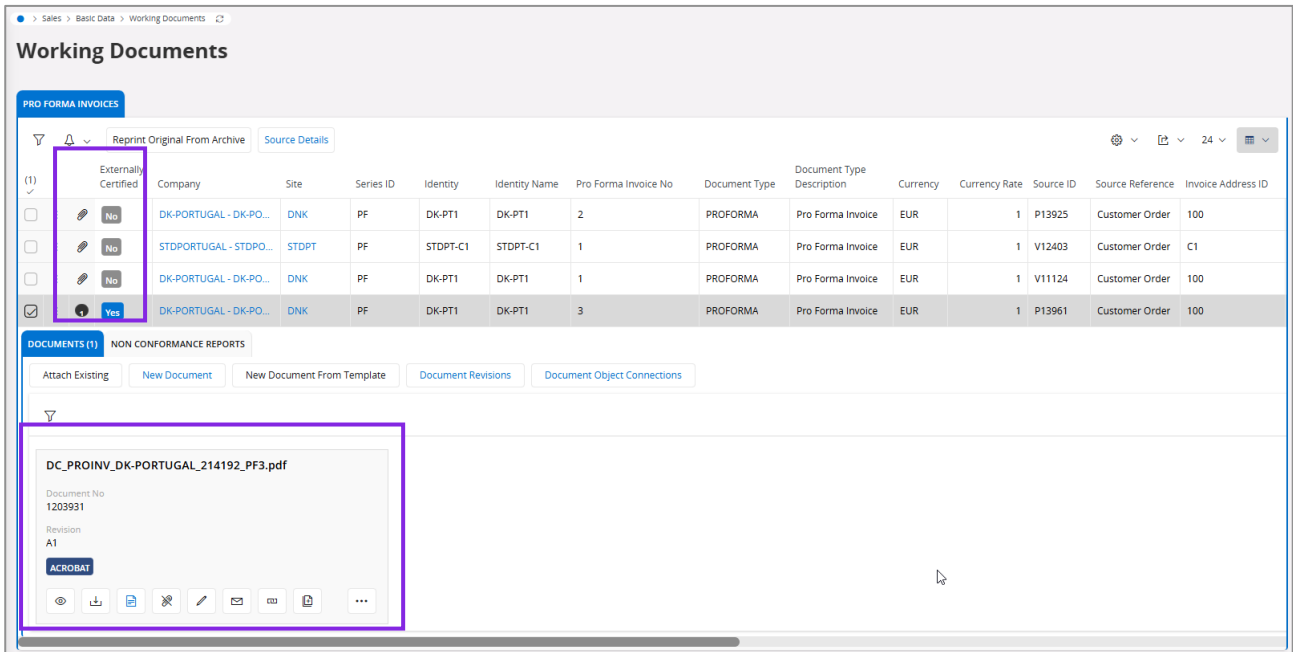 > Sales > Basic Data > Working Documents
Working Documents
PRO FORMA INVOICES
Reprint Original From Archive Source Details 24
(1) Externally Certified Company Site Series ID Identity Identity Name Pro Forma Invoice No Document Type Document Type Description Currency Currency Rate Source ID Source Reference Invoice Address ID
No DK-PORTUGAL - DK-PO... DNK PF DK-PT1 DK-PT1 2 PROFORMA Pro Forma Invoice EUR 1 P13925 Customer Order 100
No STDPORTUGAL - STDPO... STDPT PF STDPT-C1 STDPT-C1 1 PROFORMA Pro Forma Invoice EUR 1 V12403 Customer Order C1
No DK-PORTUGAL - DK-PO... DNK PF DK-PT1 DK-PT1 1 PROFORMA Pro Forma Invoice EUR 1 V11124 Customer Order 100
1 Yes DK-PORTUGAL - DK-PO... DNK PF DK-PT1 DK-PT1 3 PROFORMA Pro Forma Invoice EUR 1 P13961 Customer Order 100
DOCUMENTS (1) NON CONFORMANCE REPORTS
Attach Existing New Document New Document From Template Document Revisions Document Object Connections
DC_PROINV_DK-PORTUGAL_214192_PF3.pdf
Document No
1203931
Revision
A1
ACROBAT